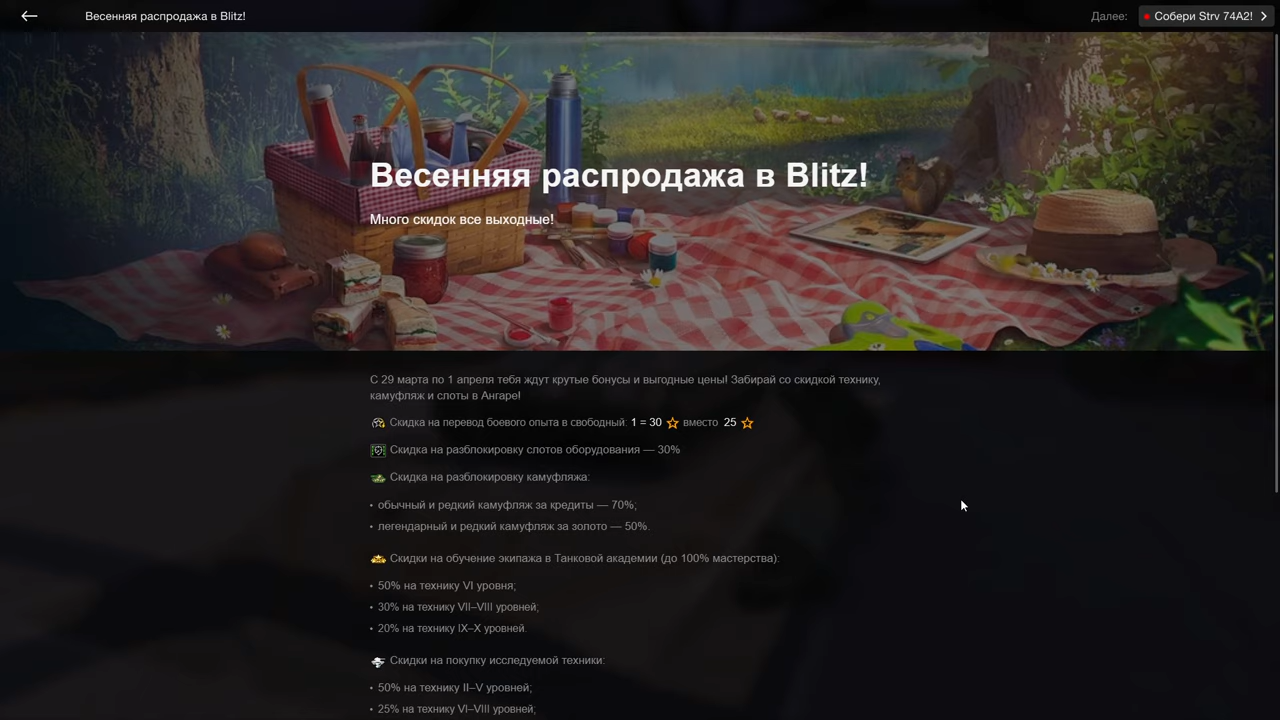 Весенняя распродажа в Blitz!
Далее:
Собери Strv 74A2!
Весенняя распродажа в Blitz!
Много скидок все выходные!
С 29 марта по 1 апреля тебя ждут крутые бонусы и выгодные цены! Забирай со скидкой технику,
камуфляж и слоты в Ангаре!
Скидка на перевод боевого опыта в свободный: 1 = 30 вместо 25
Скидка на разблокировку слотов оборудования — 30%
Скидка на разблокировку камуфляжа:
• обычный и редкий камуфляж за кредиты — 70%;
• легендарный и редкий камуфляж за золото — 50%.
Скидки на обучение экипажа в Танковой академии (до 100% мастерства):
• 50% на технику VI уровня;
• 30% на технику VII–VIII уровней;
• 20% на технику IX–X уровней.
Скидки на покупку исследуемой техники:
• 50% на технику II–V уровней;
• 25% на технику VI–VIII уровней;